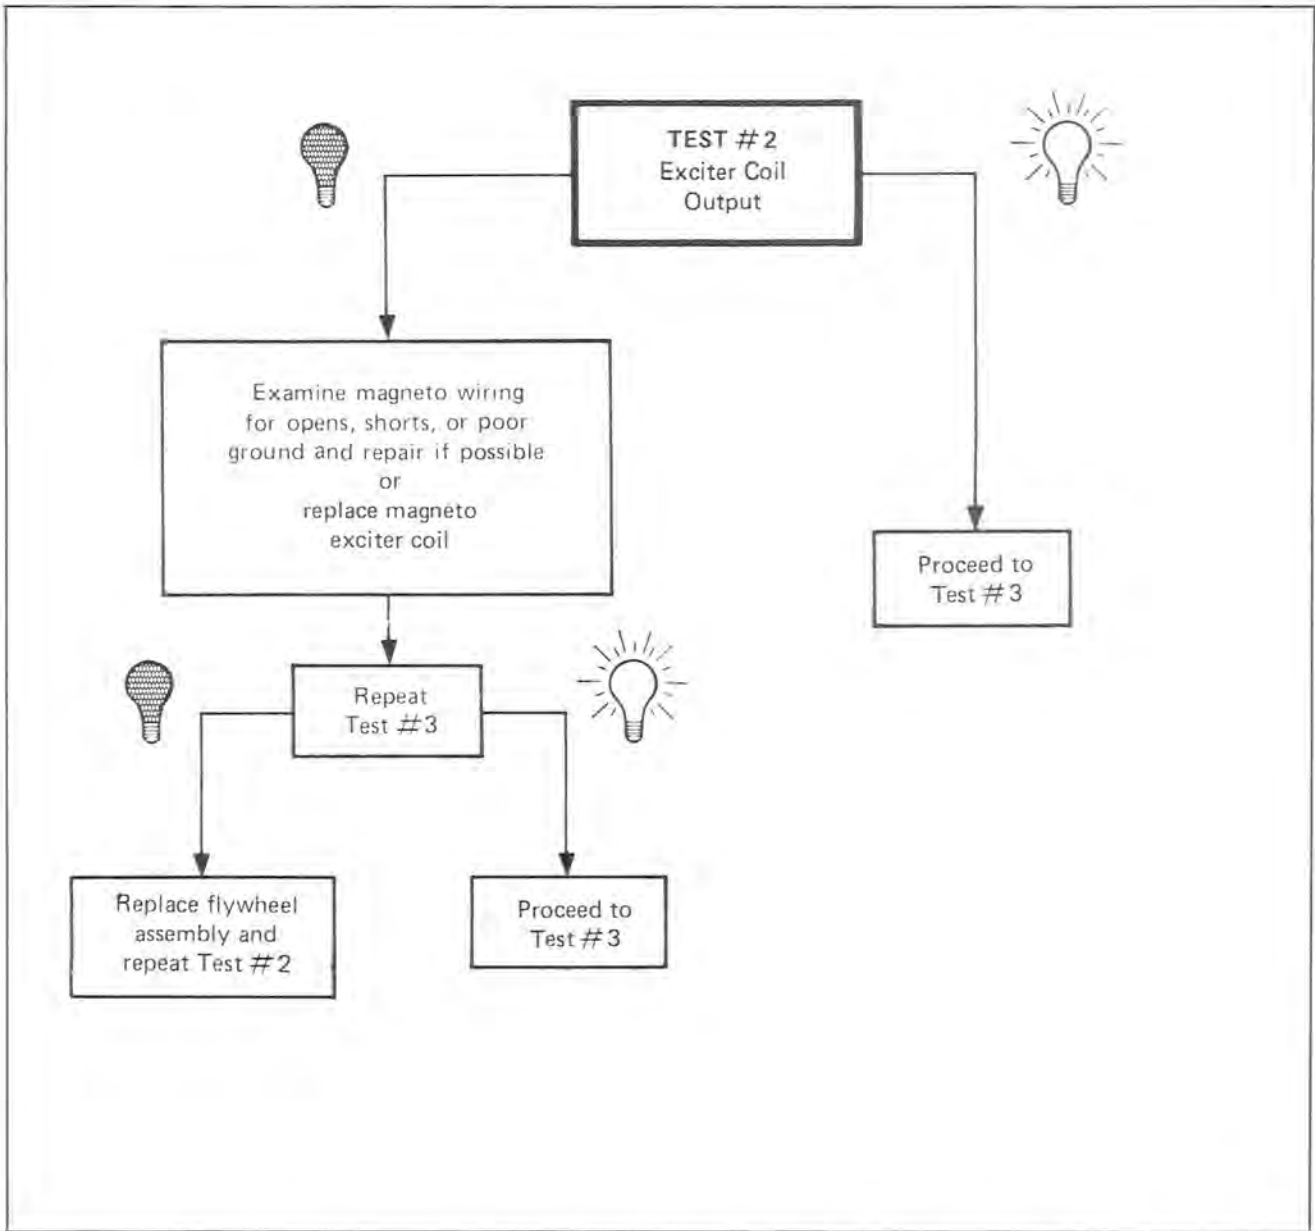 TEST #2
Exciter Coil
Output
Examine magneto wiring
for opens, shorts, or poor
ground and repair if possible
or
replace magneto
exciter coil
Proceed to
Test #3
Repeat
Test #3
Replace flywheel
assembly and
repeat Test #2
Proceed to
Test #3